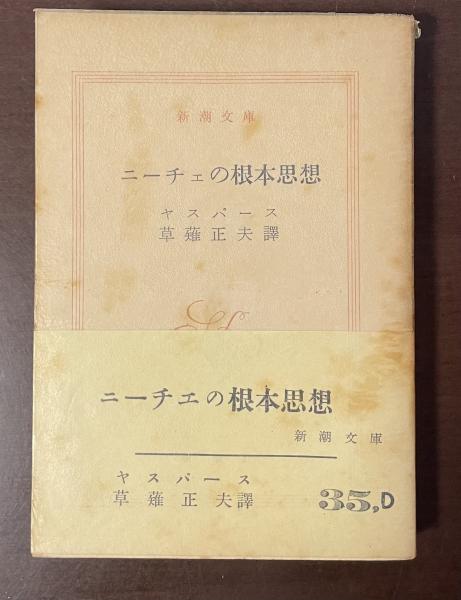 新潮文庫
ニーチェの根本思想
ヤスパース
草薙正夫譯
ニーチエの根本思想
新潮文庫
ヤスパース
草薙正夫譯
35,D